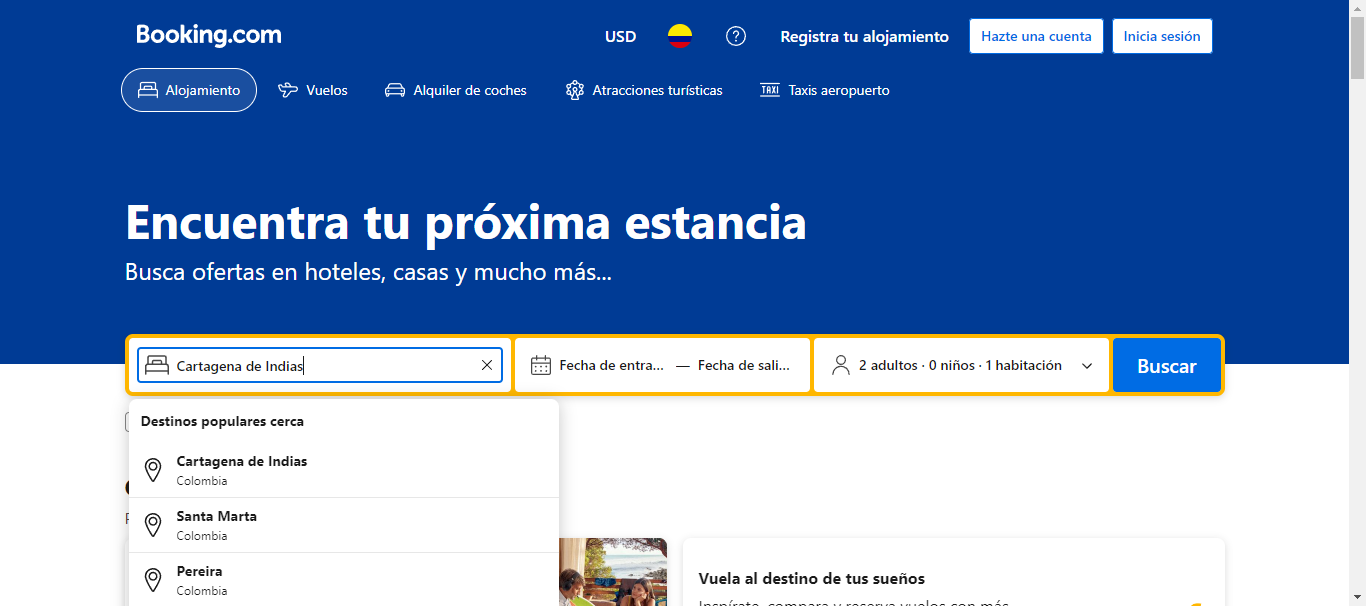 Booking.com
USD
Registra tu alojamiento
Hazte una cuenta
Inicia sesión
Alojamiento
Vuelos
Alquiler de coches
Atracciones turísticas
TAXI
Taxis aeropuerto
Encuentra tu próxima estancia
Busca ofertas en hoteles, casas y mucho más...
Cartagena de Indias
Fecha de entra... — Fecha de sali...
2 adultos · 0 niños · 1 habitación
Buscar
Destinos populares cerca
Cartagena de Indias
Colombia
Santa Marta
Colombia
Pereira
Colombia
Vuela al destino de tus sueños
Inspírate, compara y reserva vuelos con más